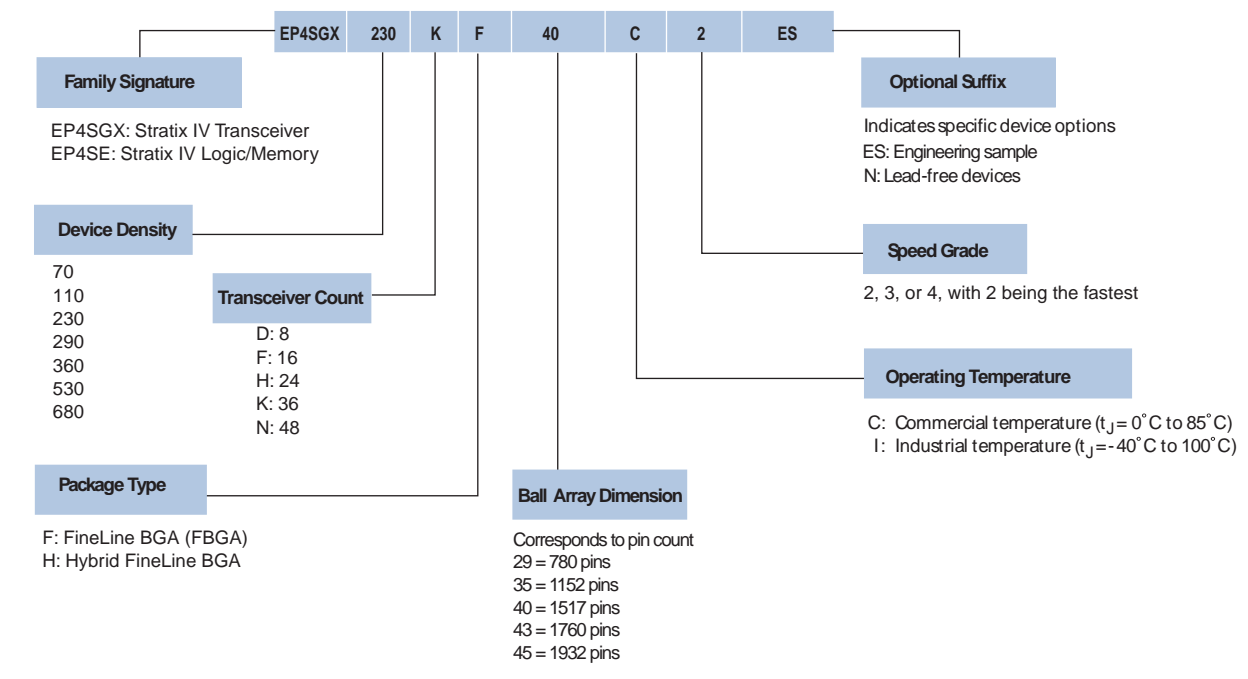 EP4SGX 230 K F 40 C 2 ES
Family Signature
EP4SGX: Stratix IV Transceiver
EP4SE: Stratix IV Logic/Memory
Optional Suffix
Indicates specific device options
ES: Engineering sample
N: Lead-free devices
Device Density
70
110
230
290
360
530
680
Transceiver Count
D: 8
F: 16
H: 24
K: 36
N: 48
Speed Grade
2, 3, or 4, with 2 being the fastest
Operating Temperature
C: Commercial temperature (tJ = 0°C to 85°C)
I: Industrial temperature (tJ = -40°C to 100°C)
Package Type
F: FineLine BGA (FBGA)
H: Hybrid FineLine BGA
Ball Array Dimension
Corresponds to pin count
29 = 780 pins
35 = 1152 pins
40 = 1517 pins
43 = 1760 pins
45 = 1932 pins